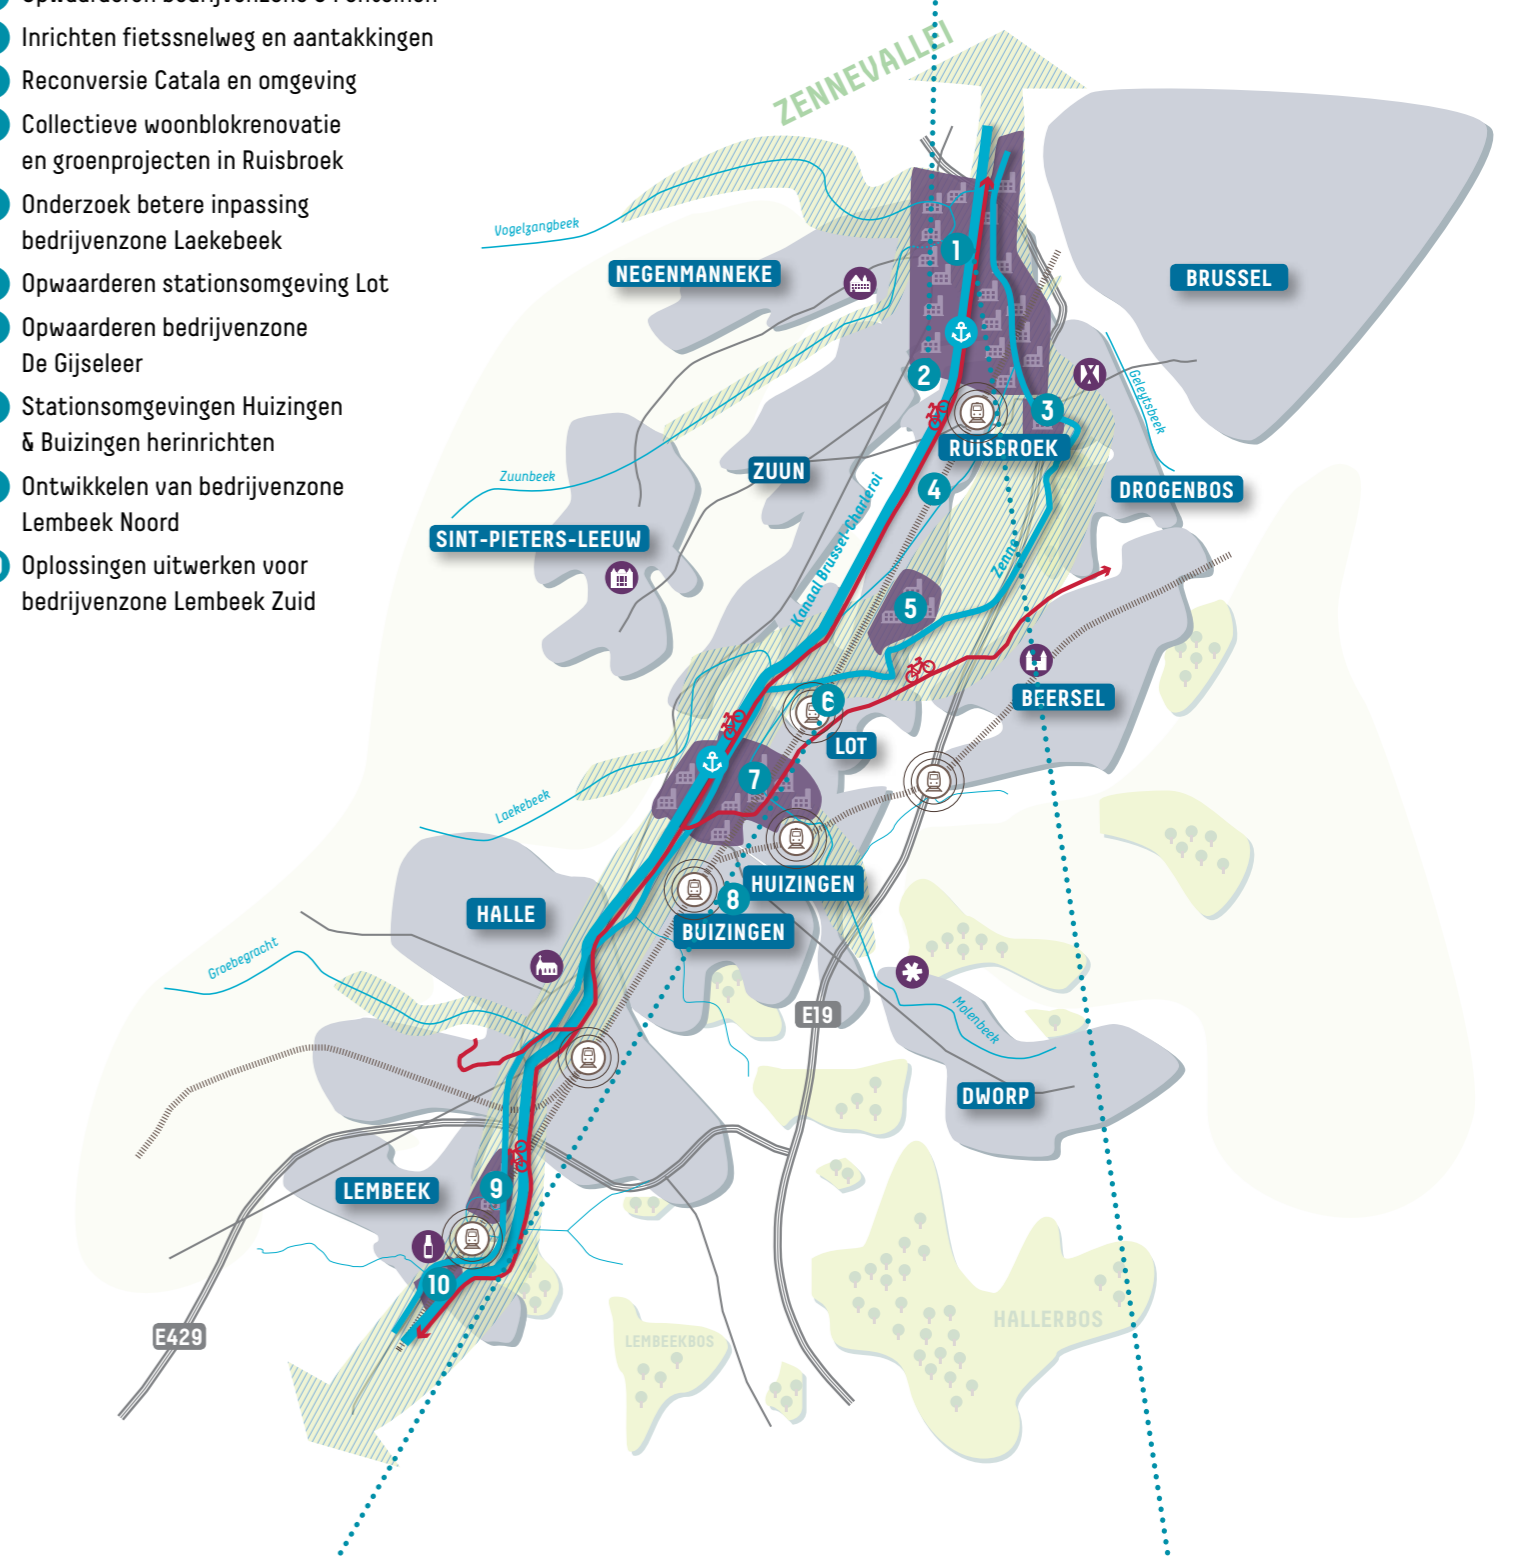 Inrichten fietssnelweg en aantakkingen
Reconversie Catala en omgeving
Collectieve woonblokrenovatie
en groenprojecten in Ruisbroek
Onderzoek betere inpassing
bedrijvenzone Laekebeek
Opwaarderen stationsomgeving Lot
Opwaarderen bedrijvenzone
De Gijseleer
Stationsomgevingen Huizingen
& Buizingen herinrichten
Ontwikkelen van bedrijvenzone
Lembeek Noord
Oplossingen uitwerken voor
bedrijvenzone Lembeek Zuid
ZENNEVALLEI
Vogelzangbeek
NEGENMANNEKE
1
BRUSSEL
2
3
Geleytsbeek
RUISBROEK
ZUUN
Zuunbeek
4
DROGENBOS
SINT-PIETERS-LEEUW
Kanaal Brussel-Charleroi
Zenne
5
BEERSEL
6
LOT
7
Laekebeek
HUIZINGEN
8
HALLE
BUIZINGEN
Groebegracht
E19
Molenbeek
DWORP
LEMBEEK
9
10
E429
LEMBEEKBOS
HALLERBOS